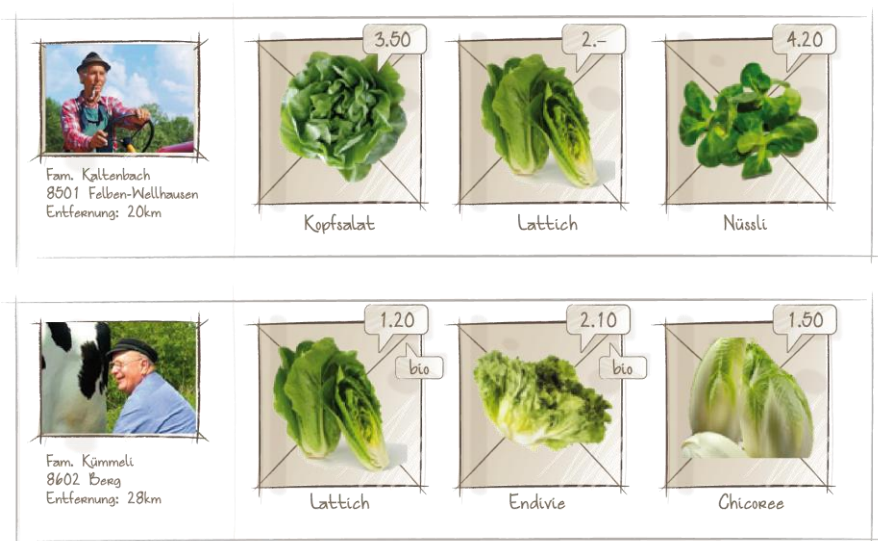 3.50
2.–
4.20
Fam. Kaltenbach
8501 Felben-Wellhausen
Entfernung: 20km
Kopfsalat
Lattich
Nüssli
1.20
bio
2.10
bio
1.50
Fam. Kümmeli
8602 Berg
Entfernung: 28km
Lattich
Endivie
Chicoree